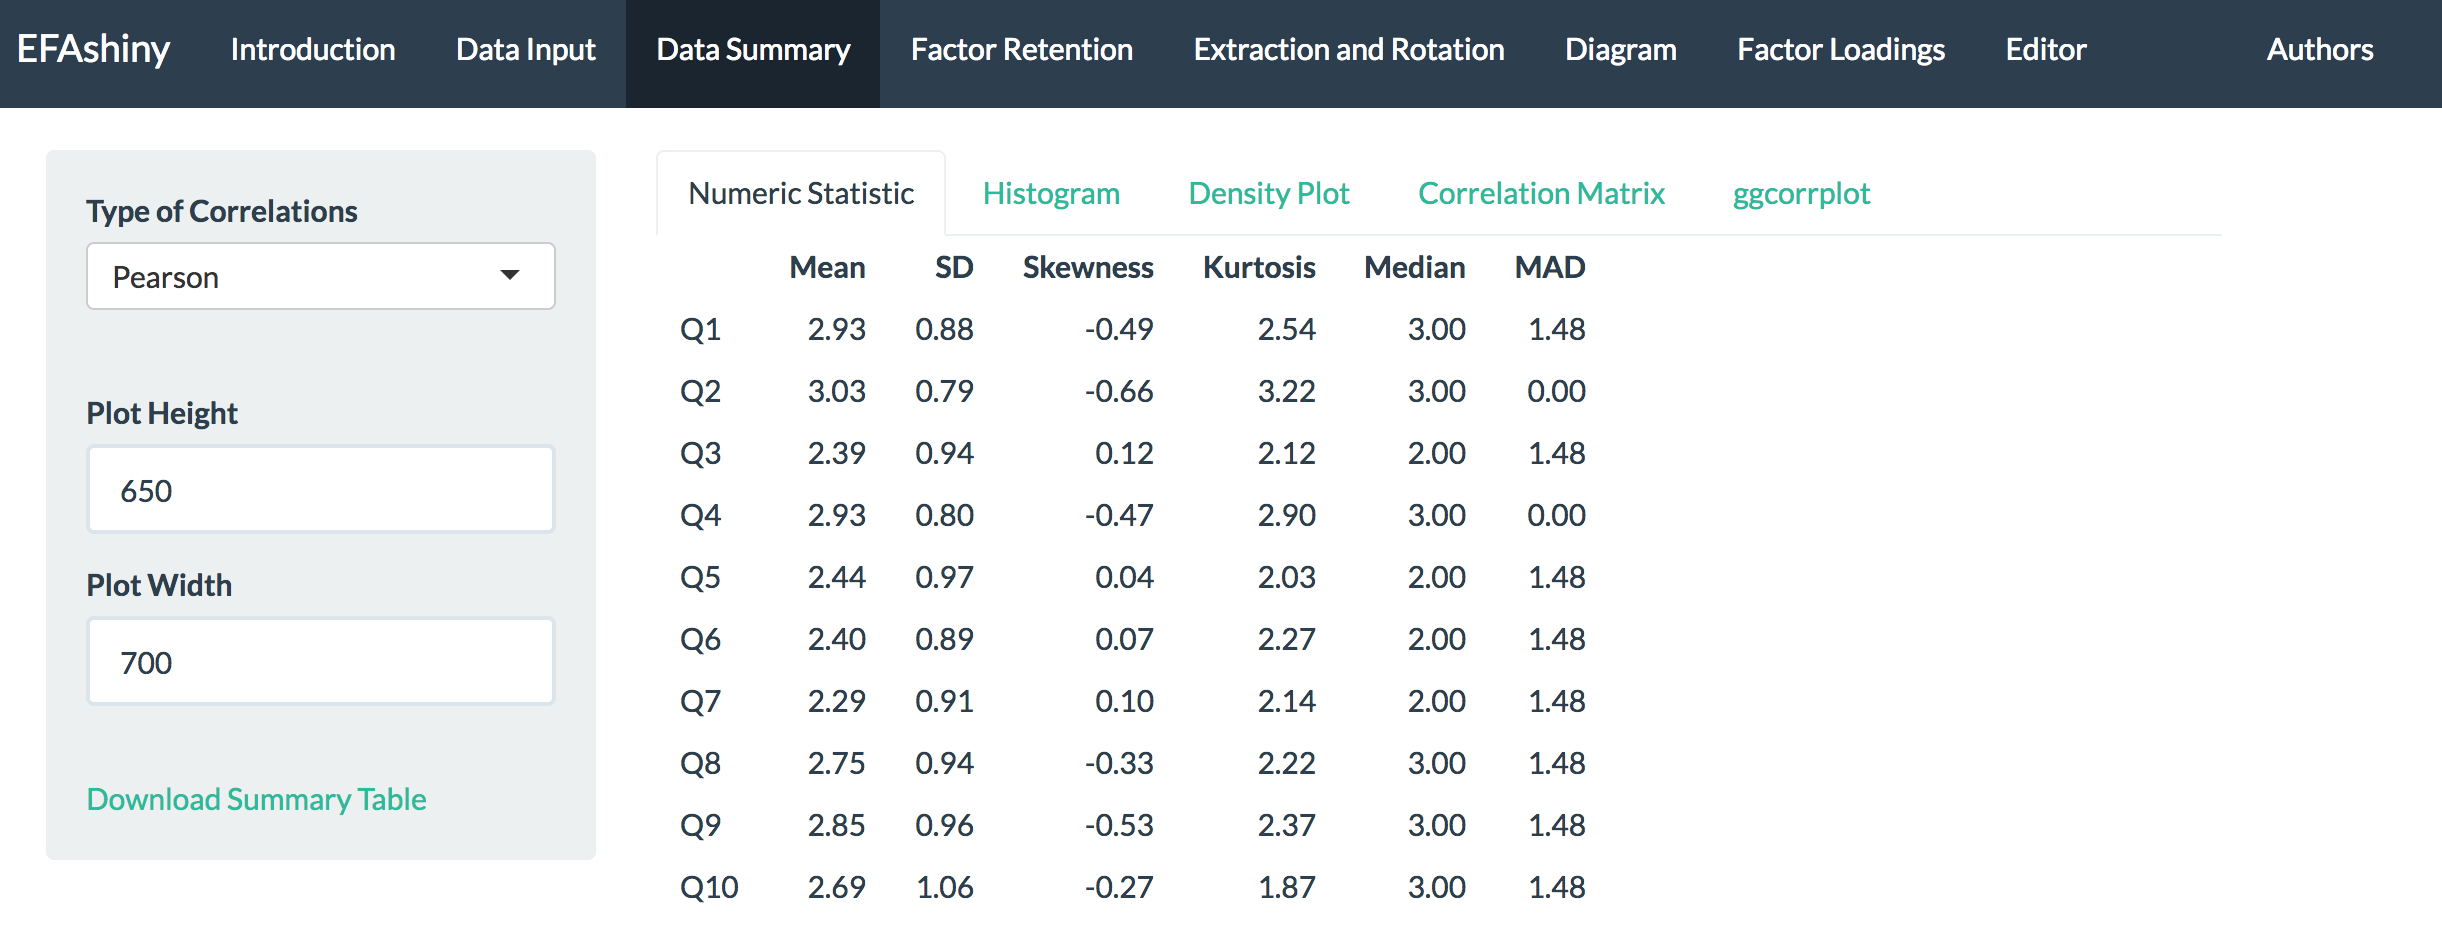 EFAshiny Introduction Data Input Data Summary Factor Retention Extraction and Rotation Diagram Factor Loadings Editor Authors
Type of Correlations
Pearson
Plot Height
650
Plot Width
700
Download Summary Table
Numeric Statistic Histogram Density Plot Correlation Matrix ggcorrplot
Mean SD Skewness Kurtosis Median MAD
Q1 2.93 0.88 -0.49 2.54 3.00 1.48
Q2 3.03 0.79 -0.66 3.22 3.00 0.00
Q3 2.39 0.94 0.12 2.12 2.00 1.48
Q4 2.93 0.80 -0.47 2.90 3.00 0.00
Q5 2.44 0.97 0.04 2.03 2.00 1.48
Q6 2.40 0.89 0.07 2.27 2.00 1.48
Q7 2.29 0.91 0.10 2.14 2.00 1.48
Q8 2.75 0.94 -0.33 2.22 3.00 1.48
Q9 2.85 0.96 -0.53 2.37 3.00 1.48
Q10 2.69 1.06 -0.27 1.87 3.00 1.48